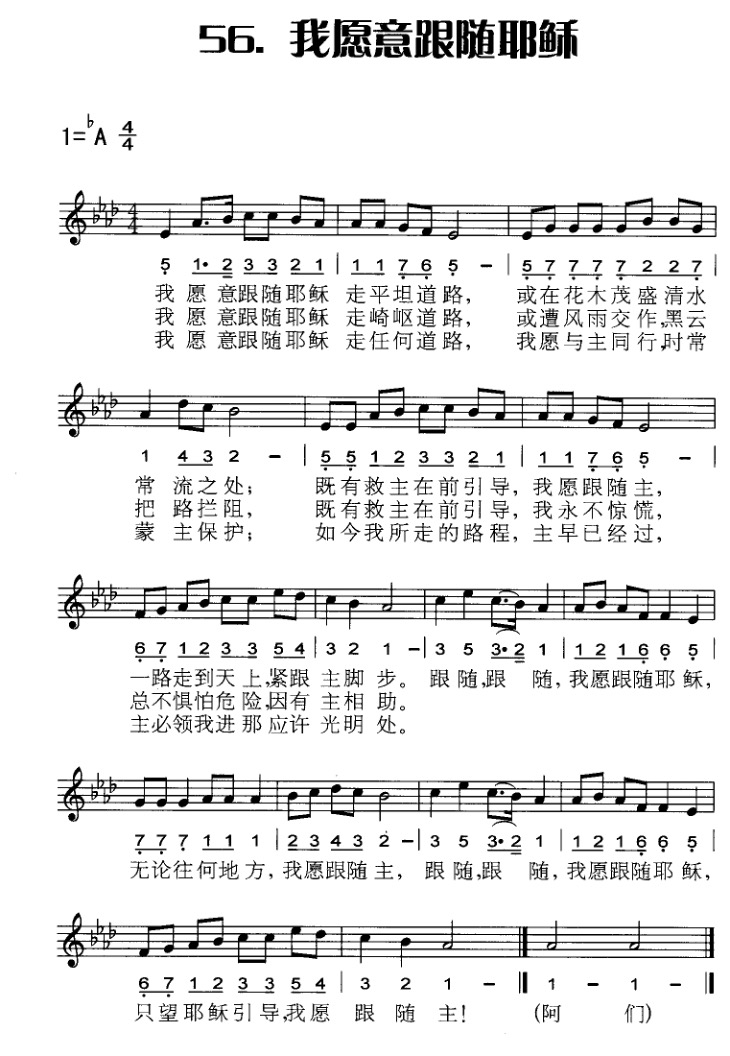 56. 我愿意跟随耶稣
1=♭A 4/4
5 1· 2 3 3 2 1 | 1 1 7 6 5 – | 5 7 7 7 7 2 2 7 |
我愿意跟随耶稣 走平坦道路, 或在花木茂盛清水
我愿意跟随耶稣 走崎岖道路, 或遭风雨交作,黑云
我愿意跟随耶稣 走任何道路, 我愿与主同行,时常
1 4 3 2 – | 5 5 1 2 3 3 2 1 | 1 1 7 6 5 – |
常流之处; 既有救主在前引导, 我愿跟随主,
把路拦阻, 既有救主在前引导, 我永不惊慌,
蒙主保护; 如今我所走的路程, 主早已经过,
6 7 1 2 3 3 5 4 | 3 2 1 – | 3 5 3· 2 1 | 1 2 1 6 6 5 |
一路走到天上,紧跟主脚步。 跟随,跟随, 我愿跟随耶稣,
总不惧怕危险,因有主相助。
主必领我进那应许光明处。
7 7 7 1 1 1 | 2 3 4 3 2 – | 3 5 3· 2 1 | 1 2 1 6 6 5 |
无论往何地方, 我愿跟随主, 跟随,跟随, 我愿跟随耶稣,
6 7 1 2 3 3 5 4 | 3 2 1 – ‖ 1 – 1 – ‖
只望耶稣引导,我愿跟随主! (阿们)